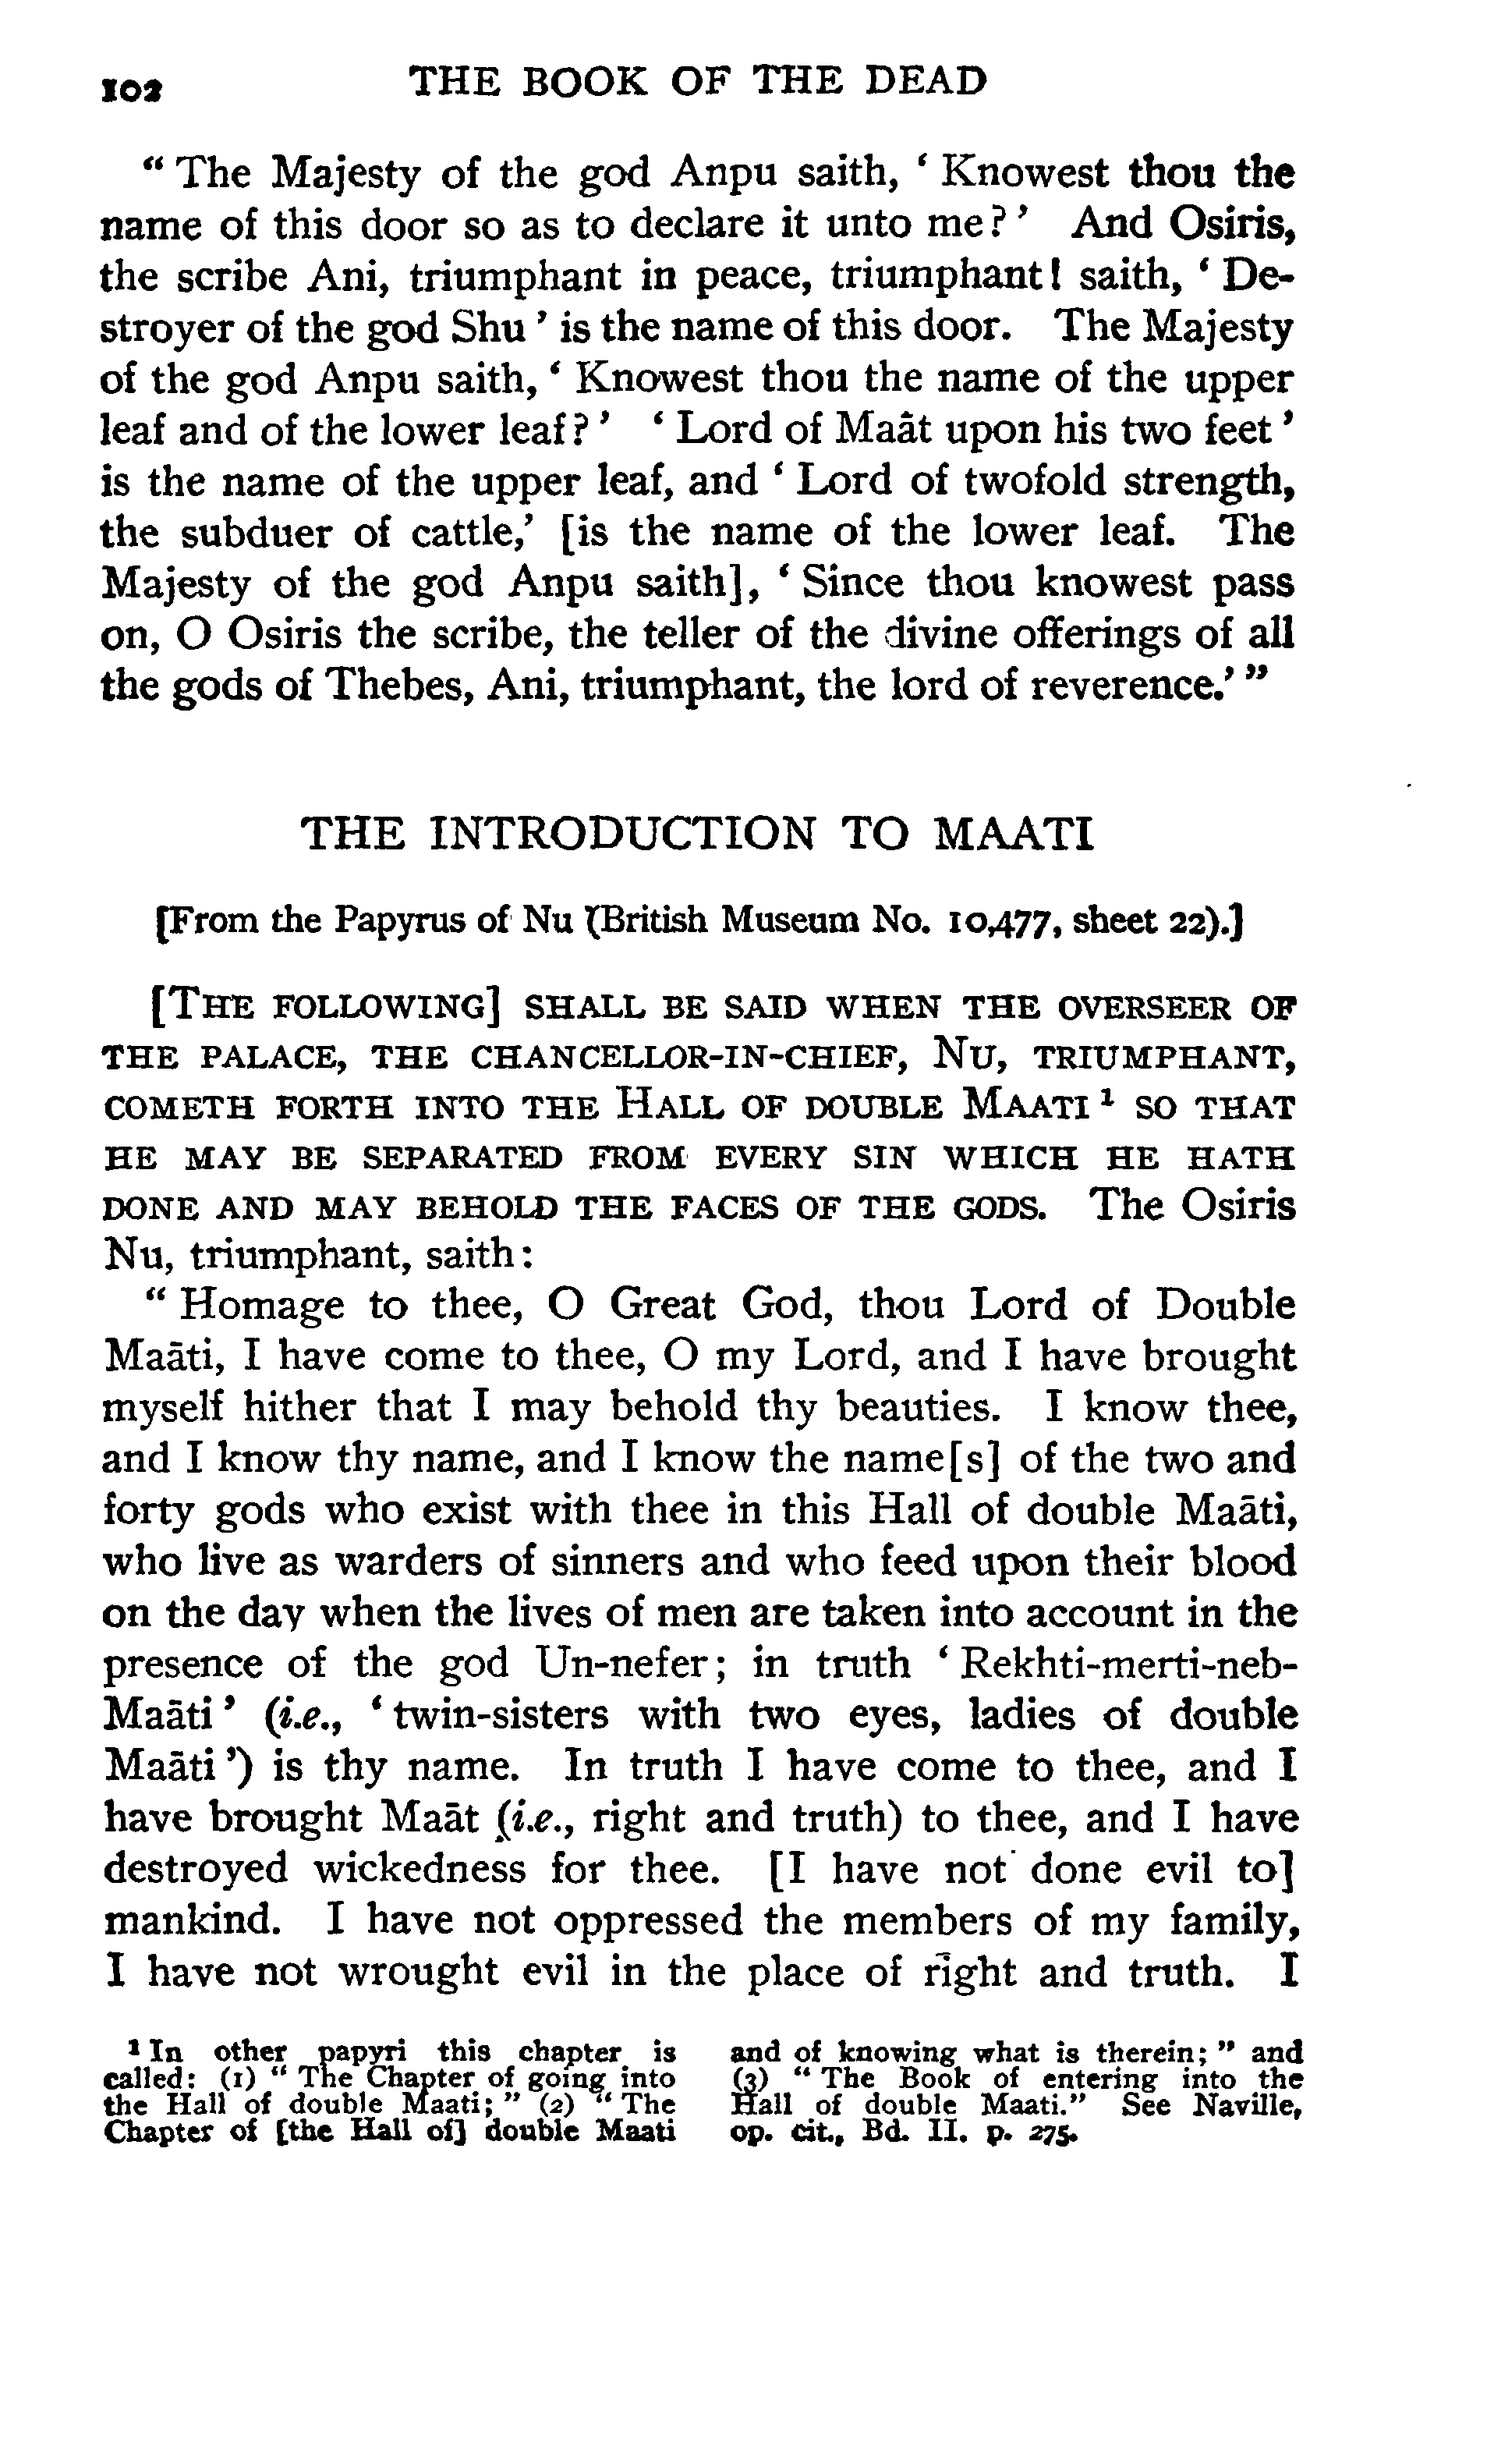 102 THE BOOK OF THE DEAD
“ The Majesty of the god Anpu saith, ‘ Knowest thou the
name of this door so as to declare it unto me? ’ And Osiris,
the scribe Ani, triumphant in peace, triumphant! saith, ‘ De-
stroyer of the god Shu ’ is the name of this door. The Majesty
of the god Anpu saith, ‘ Knowest thou the name of the upper
leaf and of the lower leaf? ’ ‘ Lord of Maât upon his two feet ’
is the name of the upper leaf, and ‘ Lord of twofold strength,
the subduer of cattle,’ [is the name of the lower leaf. The
Majesty of the god Anpu saith], ‘ Since thou knowest pass
on, O Osiris the scribe, the teller of the divine offerings of all
the gods of Thebes, Ani, triumphant, the lord of reverence.’ ”
THE INTRODUCTION TO MAATI
[From the Papyrus of Nu (British Museum No. 10,477, sheet 22).]
[THE FOLLOWING] SHALL BE SAID WHEN THE OVERSEER OF
THE PALACE, THE CHANCELLOR-IN-CHIEF, NU, TRIUMPHANT,
COMETH FORTH INTO THE HALL OF DOUBLE MAATI ¹ SO THAT
HE MAY BE SEPARATED FROM EVERY SIN WHICH HE HATH
DONE AND MAY BEHOLD THE FACES OF THE GODS. The Osiris
Nu, triumphant, saith:
“ Homage to thee, O Great God, thou Lord of Double
Maāti, I have come to thee, O my Lord, and I have brought
myself hither that I may behold thy beauties. I know thee,
and I know thy name, and I know the name[s] of the two and
forty gods who exist with thee in this Hall of double Maāti,
who live as warders of sinners and who feed upon their blood
on the day when the lives of men are taken into account in the
presence of the god Un-nefer; in truth ‘ Rekhti-merti-neb-
Maāti ’ (i.e., ‘ twin-sisters with two eyes, ladies of double
Maāti ’) is thy name. In truth I have come to thee, and I
have brought Maāt (i.e., right and truth) to thee, and I have
destroyed wickedness for thee. [I have not done evil to]
mankind. I have not oppressed the members of my family,
I have not wrought evil in the place of right and truth. I
¹ In other papyri this chapter is
called: (1) “ The Chapter of going into
the Hall of double Maati; ” (2) “ The
Chapter of [the Hall of] double Maati
and of knowing what is therein; ” and
(3) “ The Book of entering into the
Hall of double Maati.” See Naville,
op. cit., Bd. II. p. 275.